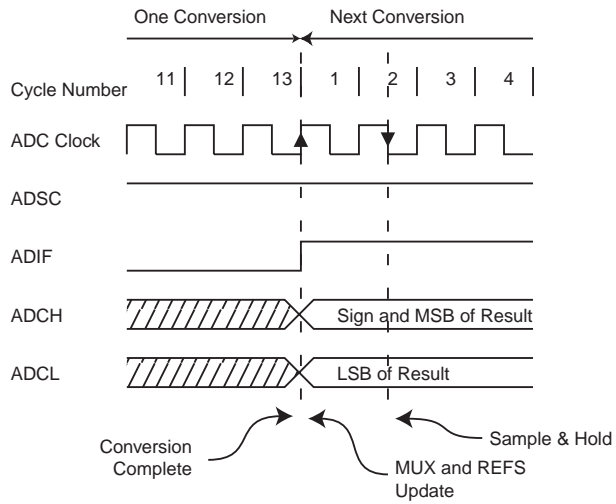 One Conversion Next Conversion
Cycle Number 11 12 13 1 2 3 4
ADC Clock
ADSC
ADIF
ADCH Sign and MSB of Result
ADCL LSB of Result
Conversion
Complete
MUX and REFS
Update
Sample & Hold